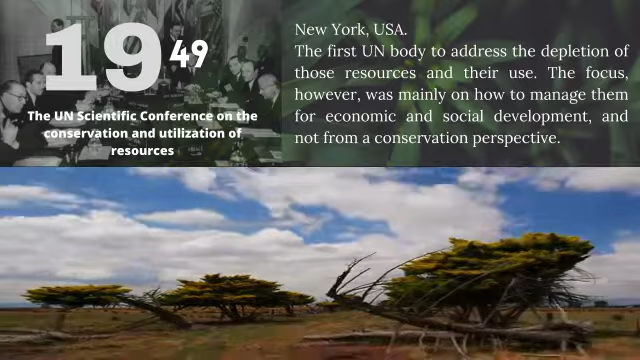 1949
The UN Scientific Conference on the
conservation and utilization of
resources
New York, USA.
The first UN body to address the depletion of
those resources and their use. The focus,
however, was mainly on how to manage them
for economic and social development, and
not from a conservation perspective.